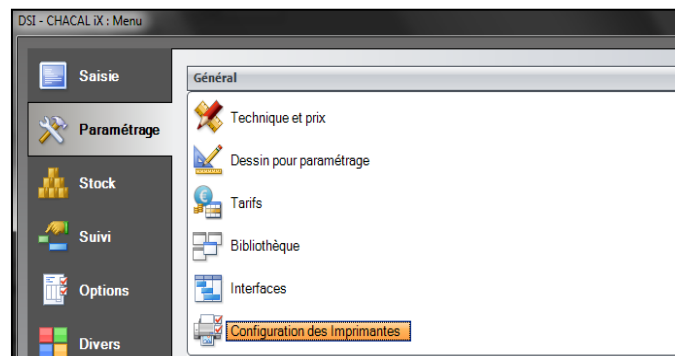 DSI - CHACAL iX : Menu
Saisie
Paramétrage
Stock
Suivi
Options
Divers
Général
Technique et prix
Dessin pour paramétrage
Tarifs
Bibliothèque
Interfaces
Configuration des Imprimantes